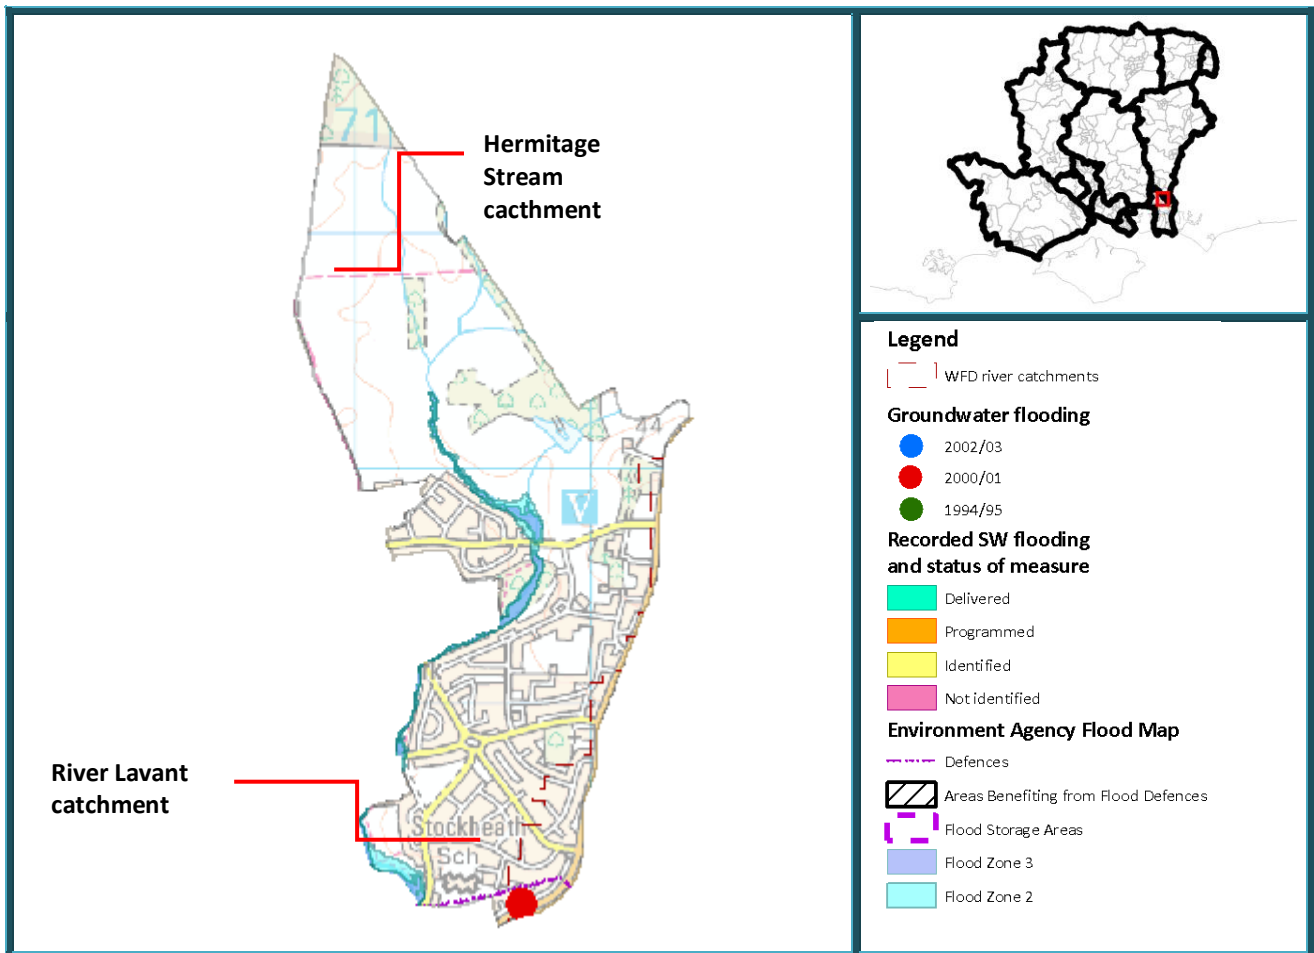 71
Hermitage
Stream
cacthment
44
V
River Lavant
catchment
Stockheath
Sch
Legend
WFD river catchments
Groundwater flooding
2002/03
2000/01
1994/95
Recorded SW flooding
and status of measure
Delivered
Programmed
Identified
Not identified
Environment Agency Flood Map
Defences
Areas Benefiting from Flood Defences
Flood Storage Areas
Flood Zone 3
Flood Zone 2